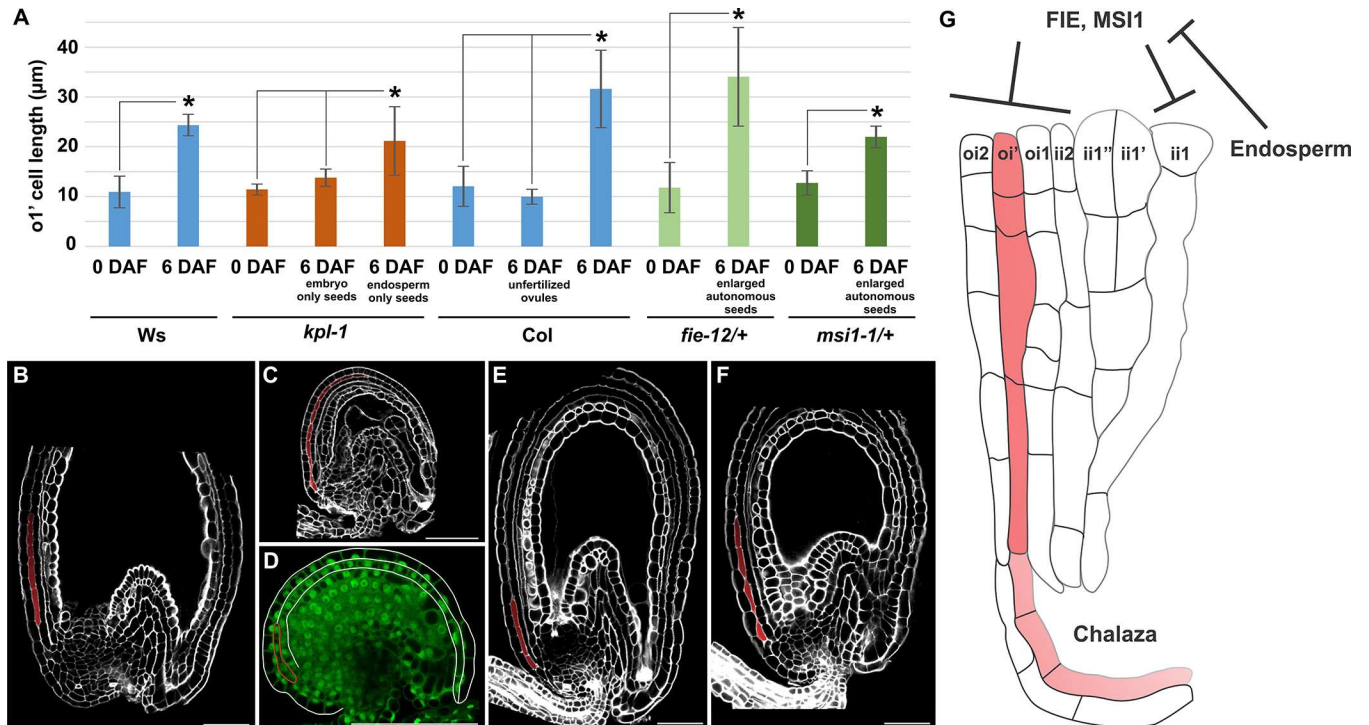 A
o1' cell length (µm)
40
30
20
10
0
*
*
*
*
*
0 DAF
6 DAF
0 DAF
6 DAF
embryo
only seeds
6 DAF
endosperm
only seeds
0 DAF
6 DAF
unfertilized
ovules
6 DAF
0 DAF
6 DAF
enlarged
autonomous
seeds
0 DAF
6 DAF
enlarged
autonomous
seeds
Ws
kpl-1
Col
fie-12/+
msi1-1/+
B
C
D
E
F
G
FIE, MSI1
Endosperm
oi2
oi'
oi1
ii2
ii1''
ii1'
ii1
Chalaza